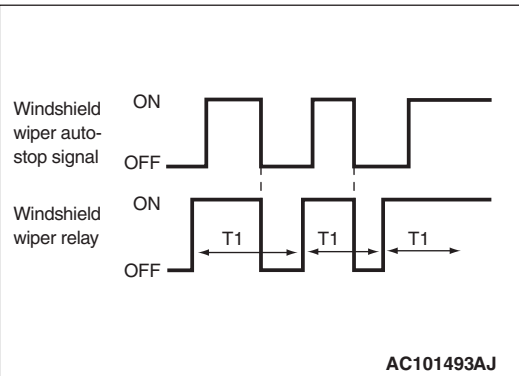 Windshield
wiper auto-
stop signal
ON
OFF
Windshield
wiper relay
ON
OFF
T1
T1
T1
AC101493AJ